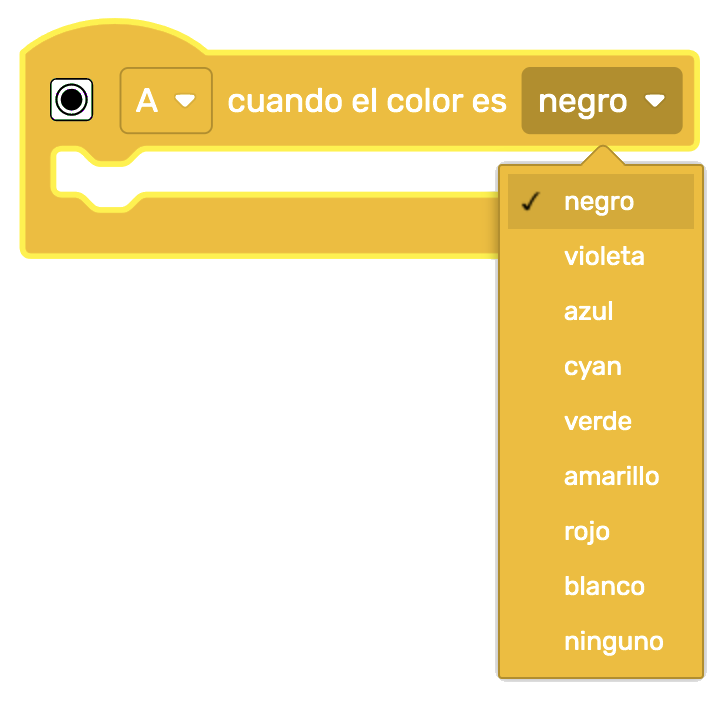 A cuando el color es negro
negro
violeta
azul
cyan
verde
amarillo
rojo
blanco
ninguno